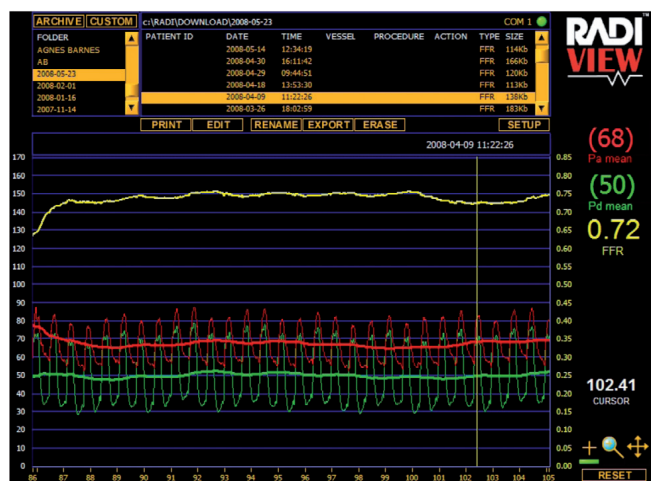 ARCHIVE CUSTOM c:\RADI\DOWNLOAD\2008-05-23 COM 1
RADI
VIEW
FOLDER PATIENT ID DATE TIME VESSEL PROCEDURE ACTION TYPE SIZE
AGNES BARNES 2008-05-14 12:34:19 FFR 114Kb
AB 2008-04-30 16:11:42 FFR 166Kb
2008-05-23 2008-04-29 09:44:51 FFR 120Kb
2008-02-01 2008-04-18 13:53:30 FFR 113Kb
2008-01-16 2008-04-09 11:22:26 FFR 138Kb
2007-11-14 2008-03-26 18:02:59 FFR 183Kb
PRINT EDIT RENAME EXPORT ERASE SETUP
2008-04-09 11:22:26
(68)
Pa mean
(50)
Pd mean
0.72
FFR
170 0.85
160 0.80
150 0.75
140 0.70
130 0.65
120 0.60
110 0.55
100 0.50
90 0.45
80 0.40
70 0.35
60 0.30
50 0.25
40 0.20
30 0.15
20 0.10
10 0.05
0 0.00
102.41
CURSOR
86 87 88 89 90 91 92 93 94 95 96 97 98 99 100 101 102 103 104 105
RESET